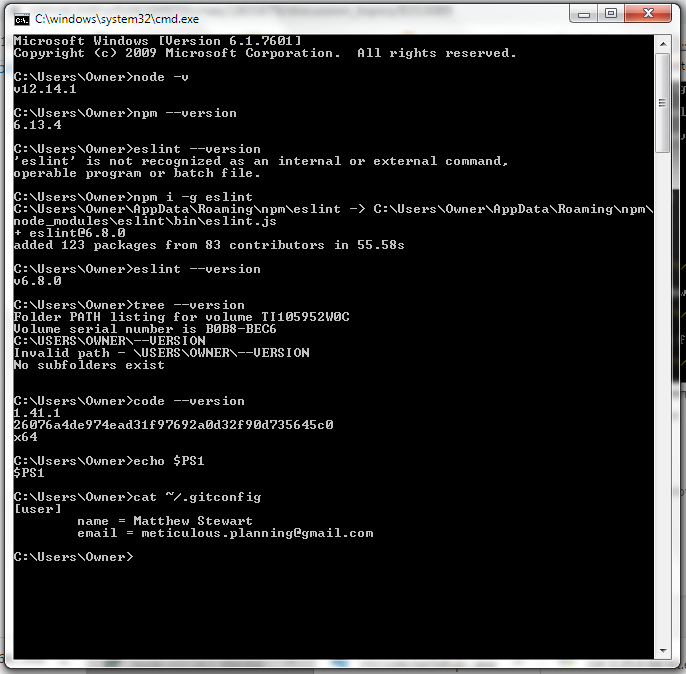 C:\windows\system32\cmd.exe
Microsoft Windows [Version 6.1.7601]
Copyright (c) 2009 Microsoft Corporation.  All rights reserved.
C:\Users\Owner>node -v
v12.14.1
C:\Users\Owner>npm --version
6.13.4
C:\Users\Owner>eslint --version
'eslint' is not recognized as an internal or external command,
operable program or batch file.
C:\Users\Owner>npm i -g eslint
C:\Users\Owner\AppData\Roaming\npm\eslint -> C:\Users\Owner\AppData\Roaming\npm\
node_modules\eslint\bin\eslint.js
+ eslint@6.8.0
added 123 packages from 83 contributors in 55.58s
C:\Users\Owner>eslint --version
v6.8.0
C:\Users\Owner>tree --version
Folder PATH listing for volume TI105952W0C
Volume serial number is B0B8-BEC6
C:\USERS\OWNER\--VERSION
Invalid path - \USERS\OWNER\--VERSION
No subfolders exist
C:\Users\Owner>code --version
1.41.1
26076a4de974ead31f97692a0d32f90d735645c0
x64
C:\Users\Owner>echo $PS1
$PS1
C:\Users\Owner>cat ~/.gitconfig
[user]
        name = Matthew Stewart
        email = meticulous.planning@gmail.com
C:\Users\Owner>